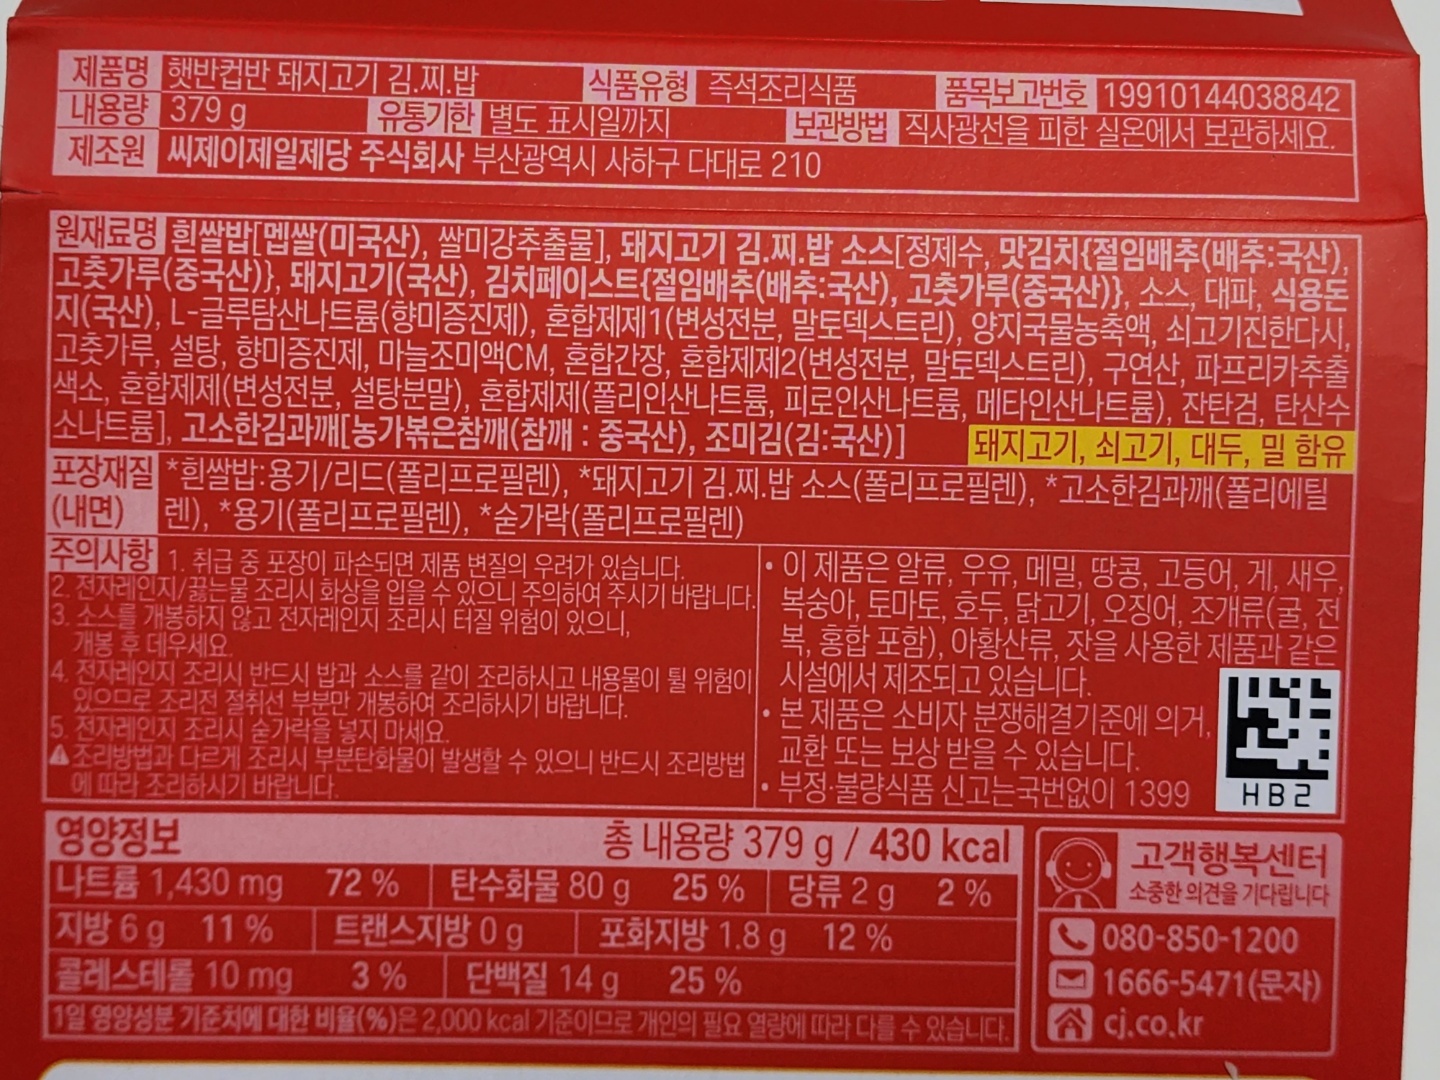 제품명 햇반컵반 돼지고기 김.찌.밥 식품유형 즉석조리식품 품목보고번호 19910144038842
내용량 379 g 유통기한 별도 표시일까지 보관방법 직사광선을 피한 실온에서 보관하세요.
제조원 씨제이제일제당 주식회사 부산광역시 사하구 다대로 210
원재료명 흰쌀밥[멥쌀(미국산), 쌀미강추출물], 돼지고기 김.찌.밥 소스[정제수, 맛김치{절임배추(배추:국산),
고춧가루(중국산)}, 돼지고기(국산), 김치페이스트{절임배추(배추:국산), 고춧가루(중국산)}, 소스, 대파, 식용돈
지(국산), L-글루탐산나트륨(향미증진제), 혼합제제1(변성전분, 말토덱스트린), 양지국물농축액, 쇠고기진한다시,
고춧가루, 설탕, 향미증진제, 마늘조미액CM, 혼합간장, 혼합제제2(변성전분, 말토덱스트린), 구연산, 파프리카추출
색소, 혼합제제(변성전분, 설탕분말), 혼합제제(폴리인산나트륨, 피로인산나트륨, 메타인산나트륨), 잔탄검, 탄산수
소나트륨], 고소한김과깨[농가볶은참깨(참깨 : 중국산), 조미김(김:국산)] 돼지고기, 쇠고기, 대두, 밀 함유
포장재질 *흰쌀밥:용기/리드(폴리프로필렌), *돼지고기 김.찌.밥 소스(폴리프로필렌), *고소한김과깨(폴리에틸
(내면) 렌), *용기(폴리프로필렌), *숟가락(폴리프로필렌)
주의사항 1. 취급 중 포장이 파손되면 제품 변질의 우려가 있습니다.
2. 전자레인지/끓는물 조리시 화상을 입을 수 있으니 주의하여 주시기 바랍니다.
3. 소스를 개봉하지 않고 전자레인지 조리시 터질 위험이 있으니,
개봉 후 데우세요.
4. 전자레인지 조리시 반드시 밥과 소스를 같이 조리하시고 내용물이 튈 위험이
있으므로 조리전 절취선 부분만 개봉하여 조리하시기 바랍니다.
5. 전자레인지 조리시 숟가락을 넣지 마세요.
조리방법과 다르게 조리시 부분탄화물이 발생할 수 있으니 반드시 조리방법
에 따라 조리하시기 바랍니다.
• 이 제품은 알류, 우유, 메밀, 땅콩, 고등어, 게, 새우,
복숭아, 토마토, 호두, 닭고기, 오징어, 조개류(굴, 전
복, 홍합 포함), 아황산류, 잣을 사용한 제품과 같은
시설에서 제조되고 있습니다.
• 본 제품은 소비자 분쟁해결기준에 의거,
교환 또는 보상 받을 수 있습니다.
• 부정·불량식품 신고는 국번없이 1399
HB2
영양정보 총 내용량 379 g / 430 kcal
나트륨 1,430 mg 72 % 탄수화물 80 g 25 % 당류 2 g 2 %
지방 6 g 11 % 트랜스지방 0 g 포화지방 1.8 g 12 %
콜레스테롤 10 mg 3 % 단백질 14 g 25 %
1일 영양성분 기준치에 대한 비율(%)은 2,000 kcal 기준이므로 개인의 필요 열량에 따라 다를 수 있습니다.
고객행복센터
소중한 의견을 기다립니다
080-850-1200
1666-5471(문자)
cj.co.kr